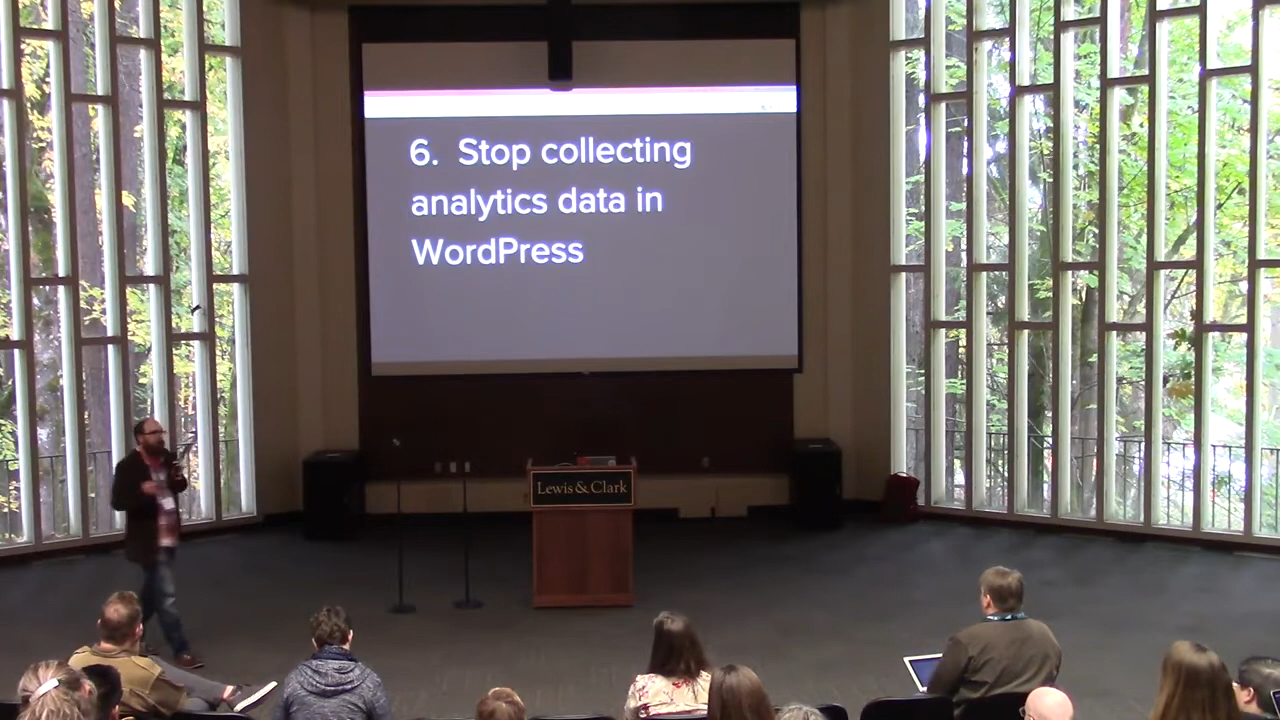 6. Stop collecting
analytics data in
WordPress
Lewis & Clark